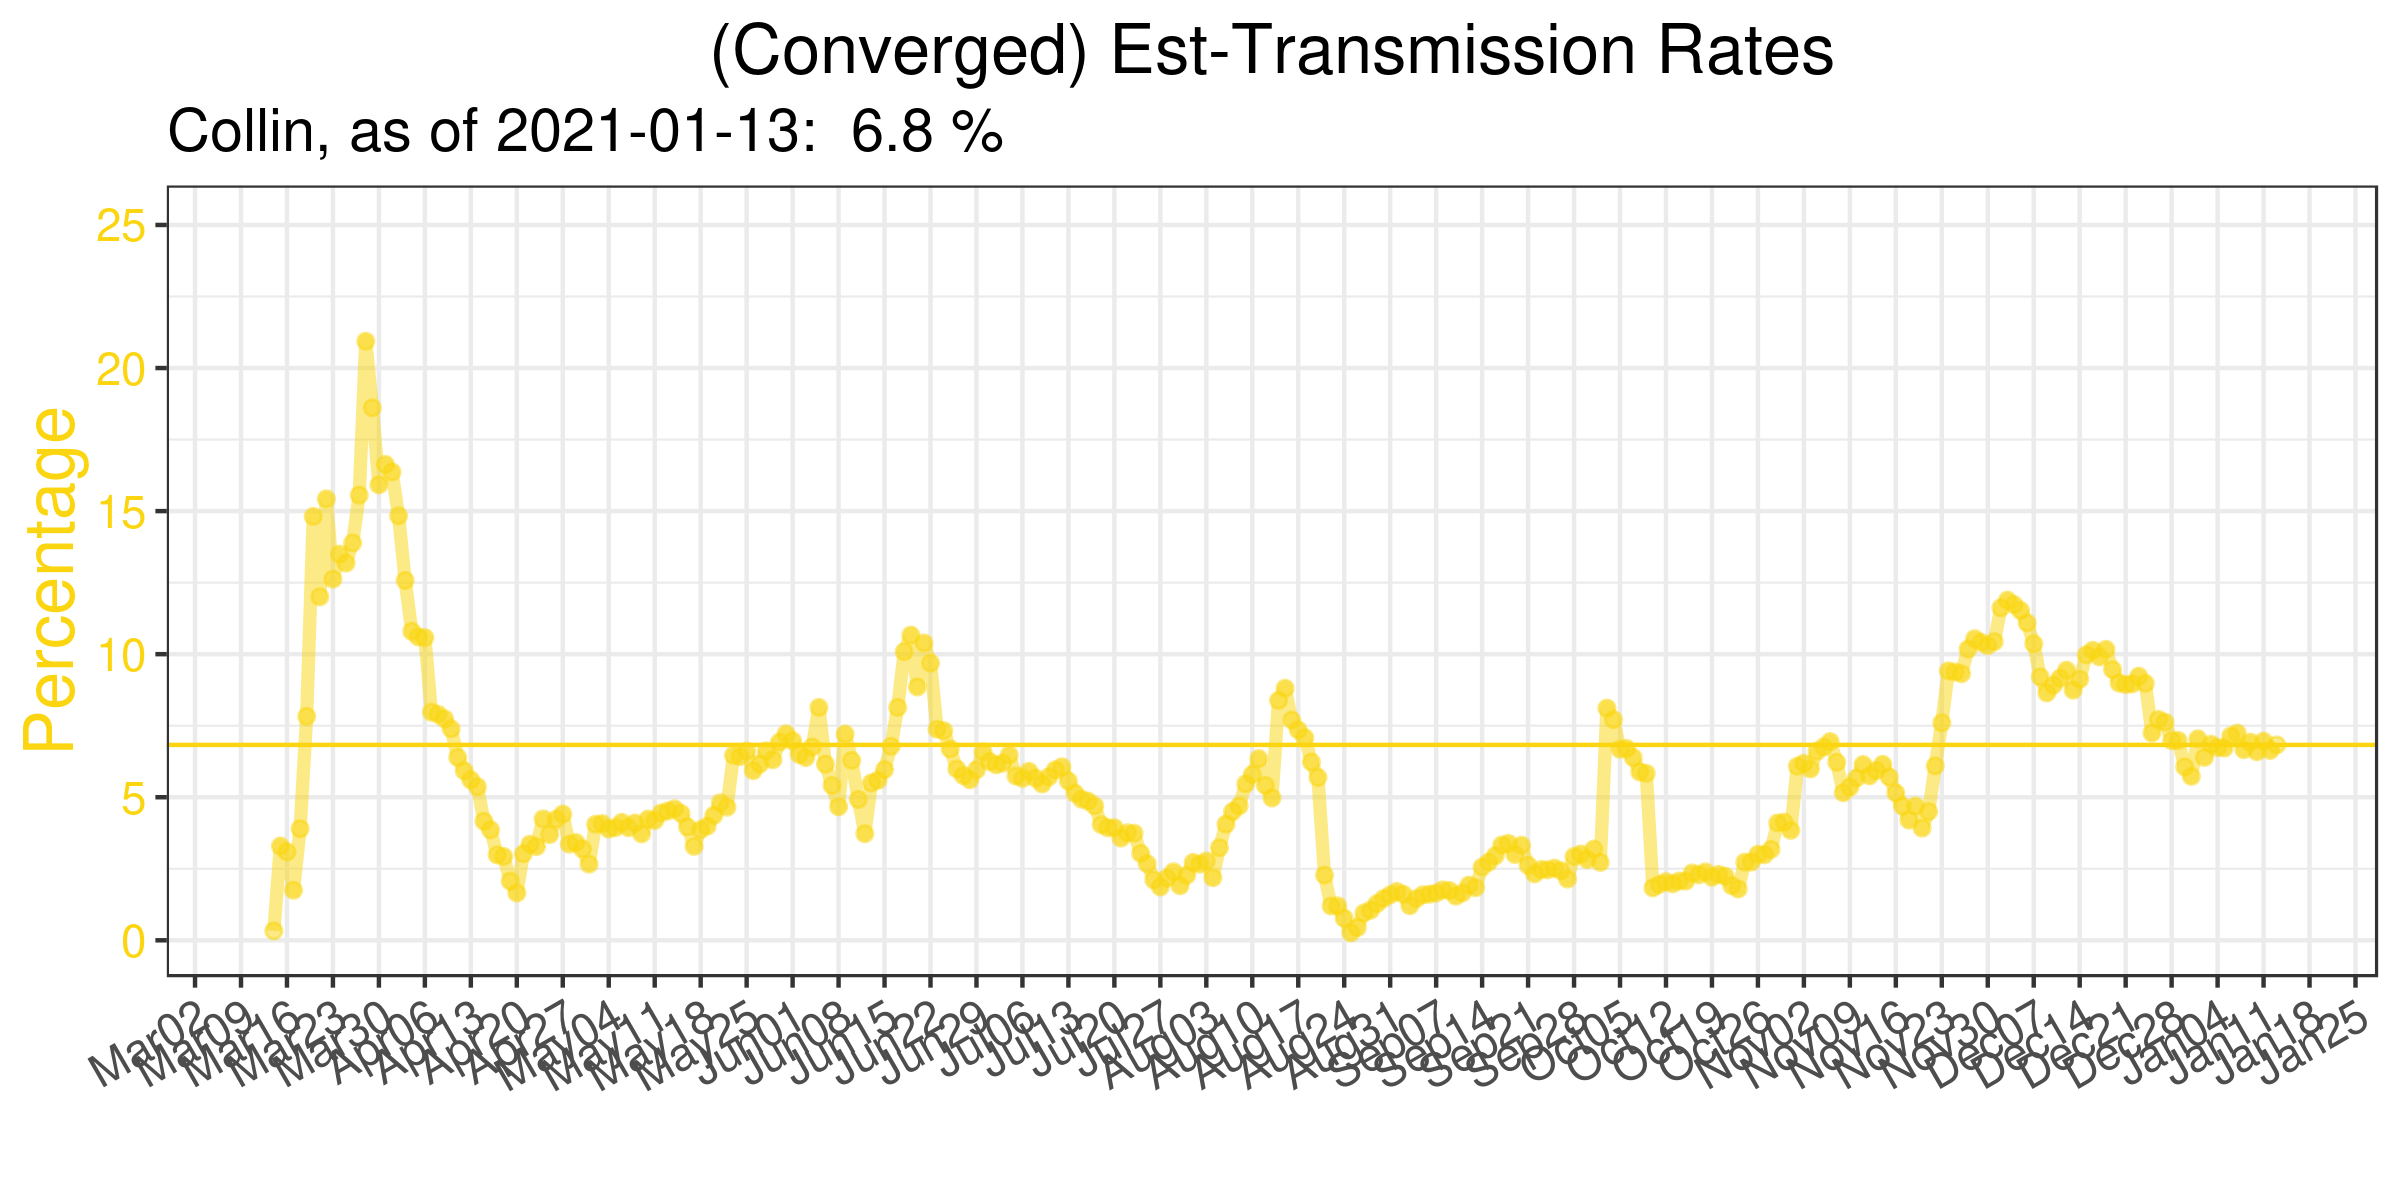 (Converged) Est-Transmission Rates
Collin, as of 2021-01-13:  6.8 %
Percentage
25
20
15
10
5
0
Mar02
Mar09
Mar16
Mar23
Mar30
Apr06
Apr13
Apr20
Apr27
May04
May11
May18
May25
Jun01
Jun08
Jun15
Jun22
Jun29
Jul06
Jul13
Jul20
Jul27
Aug03
Aug10
Aug17
Aug24
Aug31
Sep07
Sep14
Sep21
Sep28
Oct05
Oct12
Oct19
Oct26
Nov02
Nov09
Nov16
Nov23
Nov30
Dec07
Dec14
Dec21
Dec28
Jan04
Jan11
Jan18
Jan25